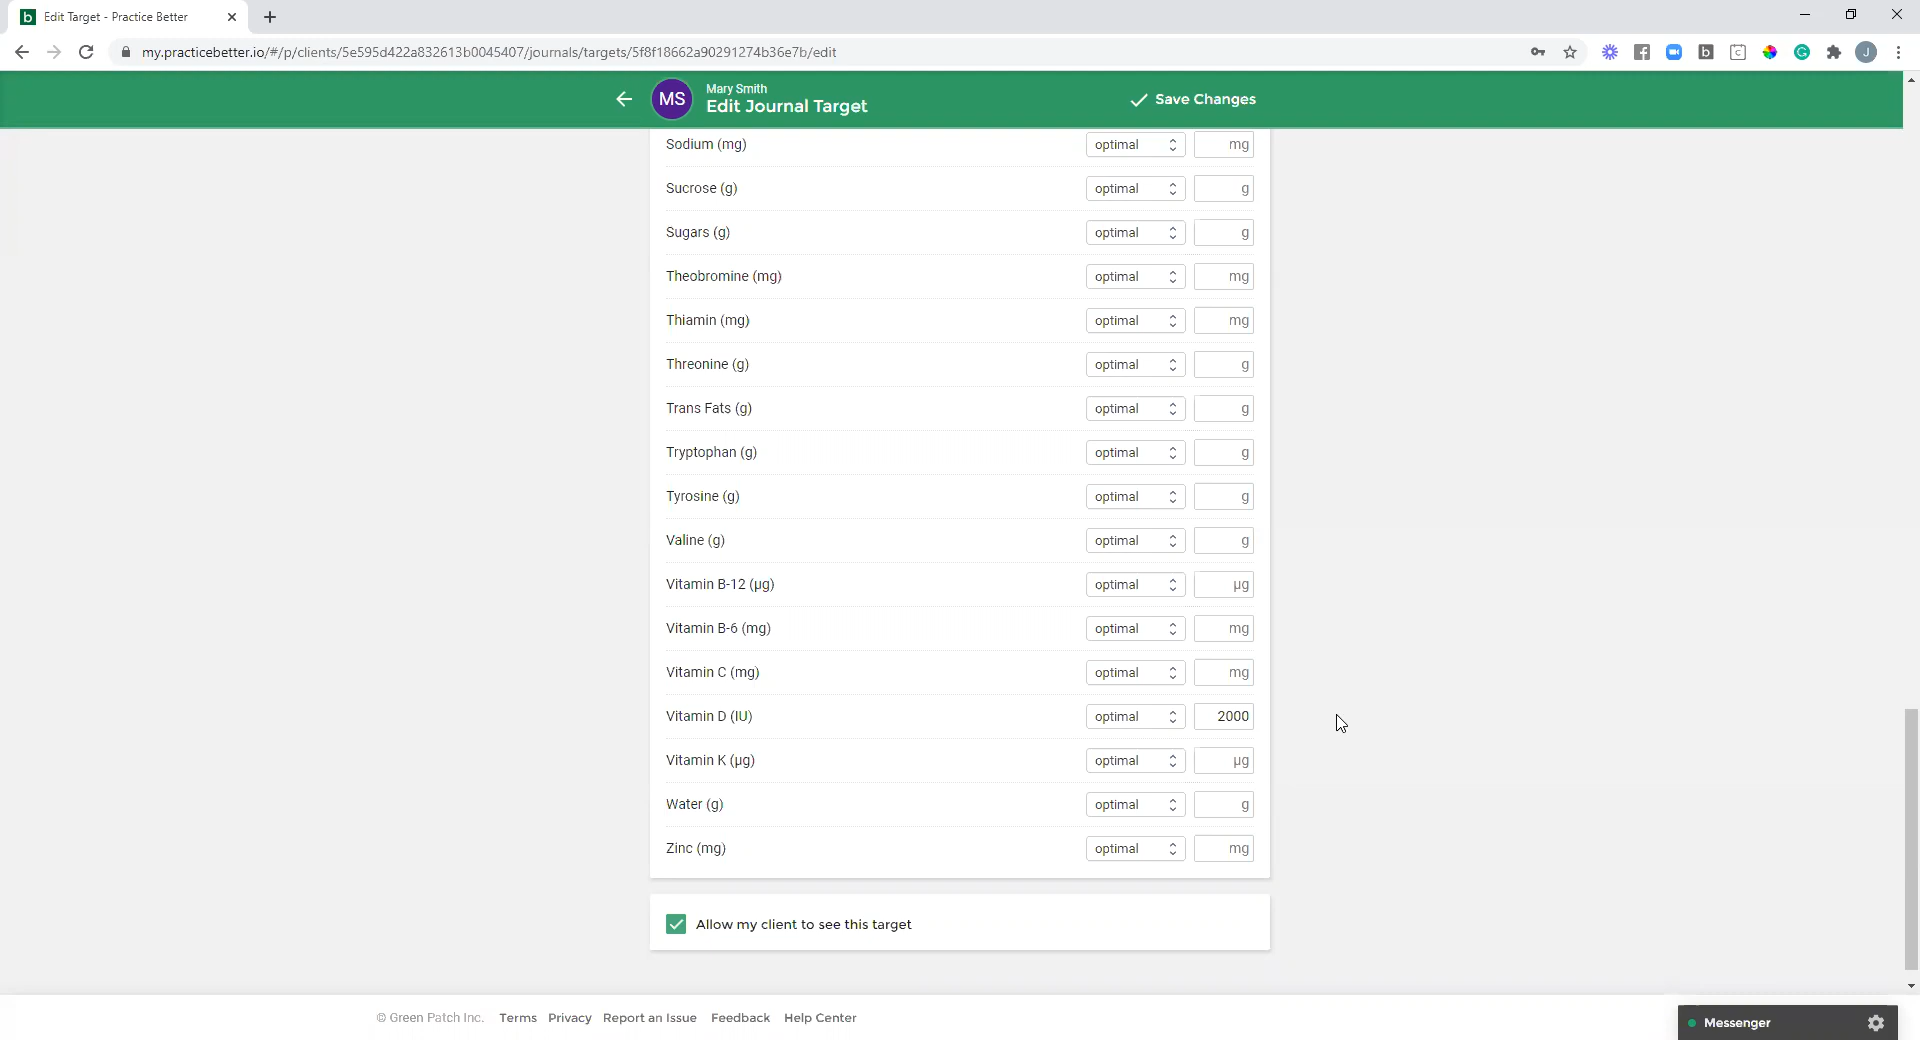 b Edit Target - Practice Better
my.practicebetter.io/#/p/clients/5e595d422a832613b0045407/journals/targets/5f8f18662a90291274b36e7b/edit
b C G J
MS Mary Smith
Edit Journal Target
Save Changes
Sodium (mg) optimal mg
Sucrose (g) optimal g
Sugars (g) optimal g
Theobromine (mg) optimal mg
Thiamin (mg) optimal mg
Threonine (g) optimal g
Trans Fats (g) optimal g
Tryptophan (g) optimal g
Tyrosine (g) optimal g
Valine (g) optimal g
Vitamin B-12 (µg) optimal µg
Vitamin B-6 (mg) optimal mg
Vitamin C (mg) optimal mg
Vitamin D (IU) optimal 2000
Vitamin K (µg) optimal µg
Water (g) optimal g
Zinc (mg) optimal mg
Allow my client to see this target
© Green Patch Inc. Terms Privacy Report an Issue Feedback Help Center
Messenger